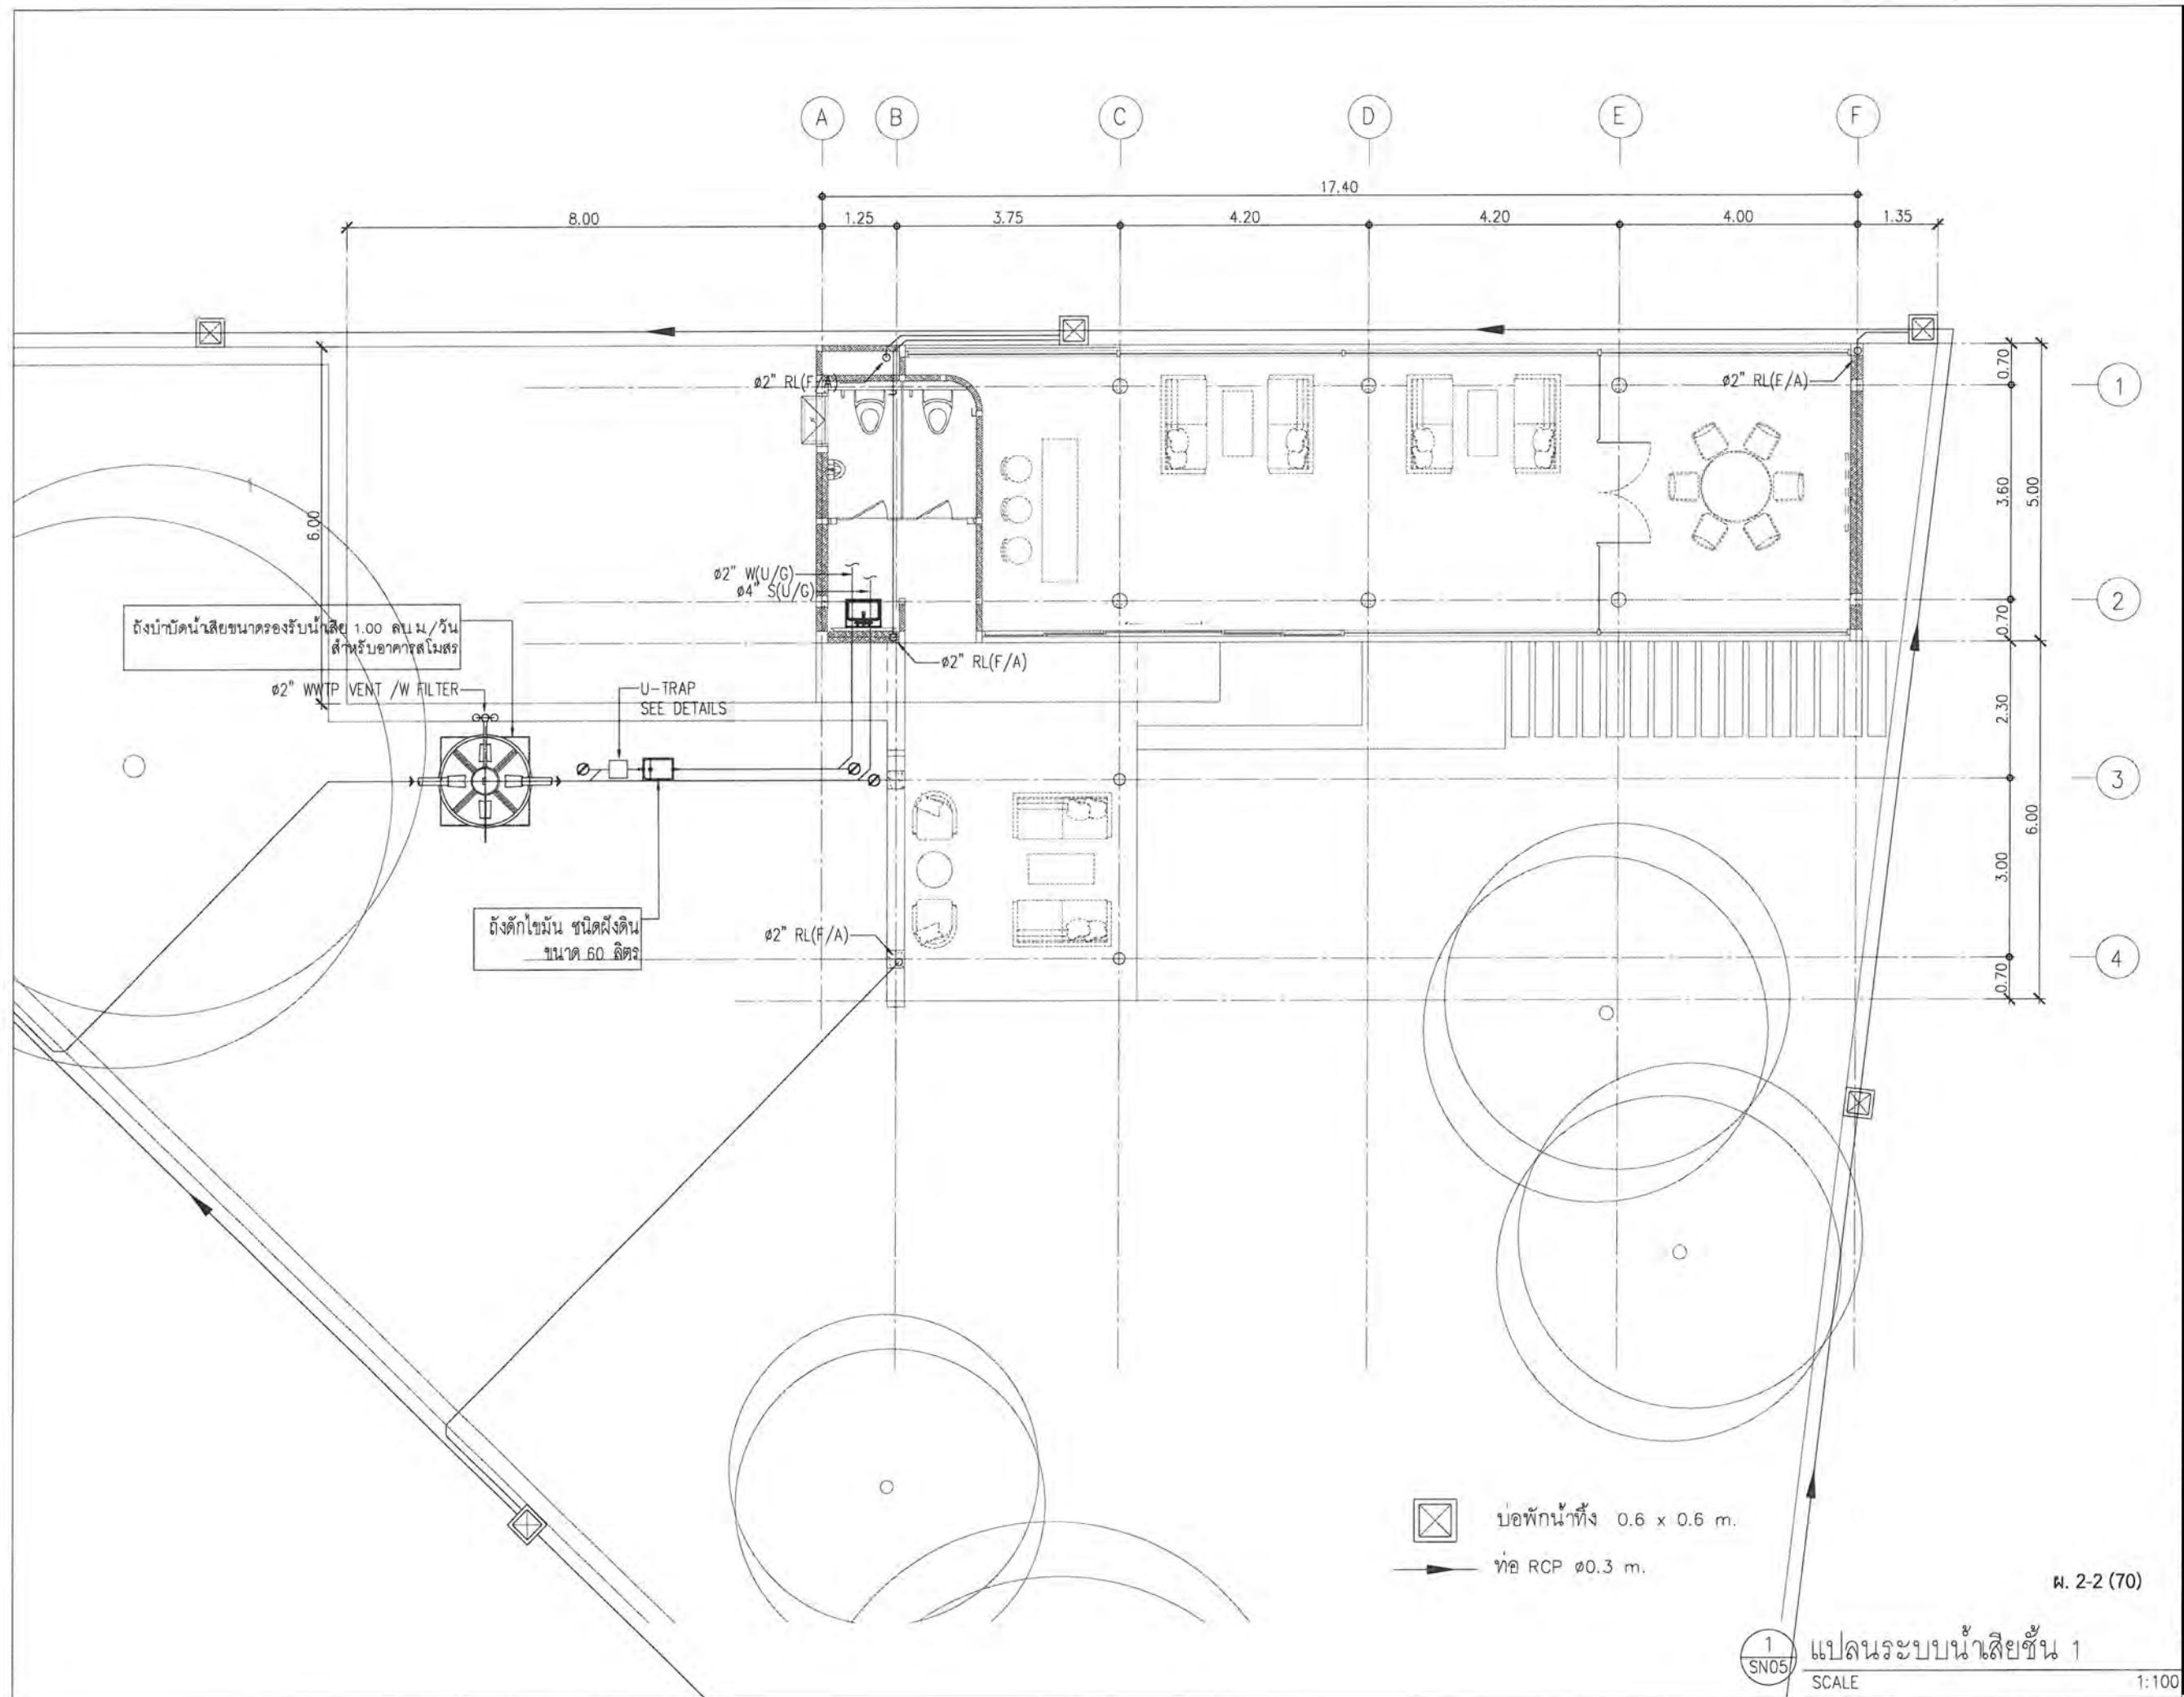 A
B
C
D
E
F
17.40
8.00
1.25
3.75
4.20
4.20
4.00
1.35
ø2" RL(F/A)
ø2" RL(F/A)
0.70
1
3.60
5.00
6.00
ø2" W(U/G)
ø4" S(U/G)
2
0.70
ถังบำบัดน้ำเสียขนาดรองรับน้ำเสีย 1.00 ลบ.ม./วัน
สำหรับอาคารสโมสร
ø2" RL(F/A)
ø2" WWTP VENT /W FILTER
U-TRAP
SEE DETAILS
2.30
3
6.00
3.00
ถังดักไขมัน ชนิดฝังดิน
ขนาด 60 ลิตร
ø2" RL(F/A)
4
0.70
บ่อพักน้ำทิ้ง 0.6 x 0.6 m.
ท่อ RCP ø0.3 m.
ผ. 2-2 (70)
1
SN05
แปลนระบบน้ำเสียชั้น 1
SCALE 1:100